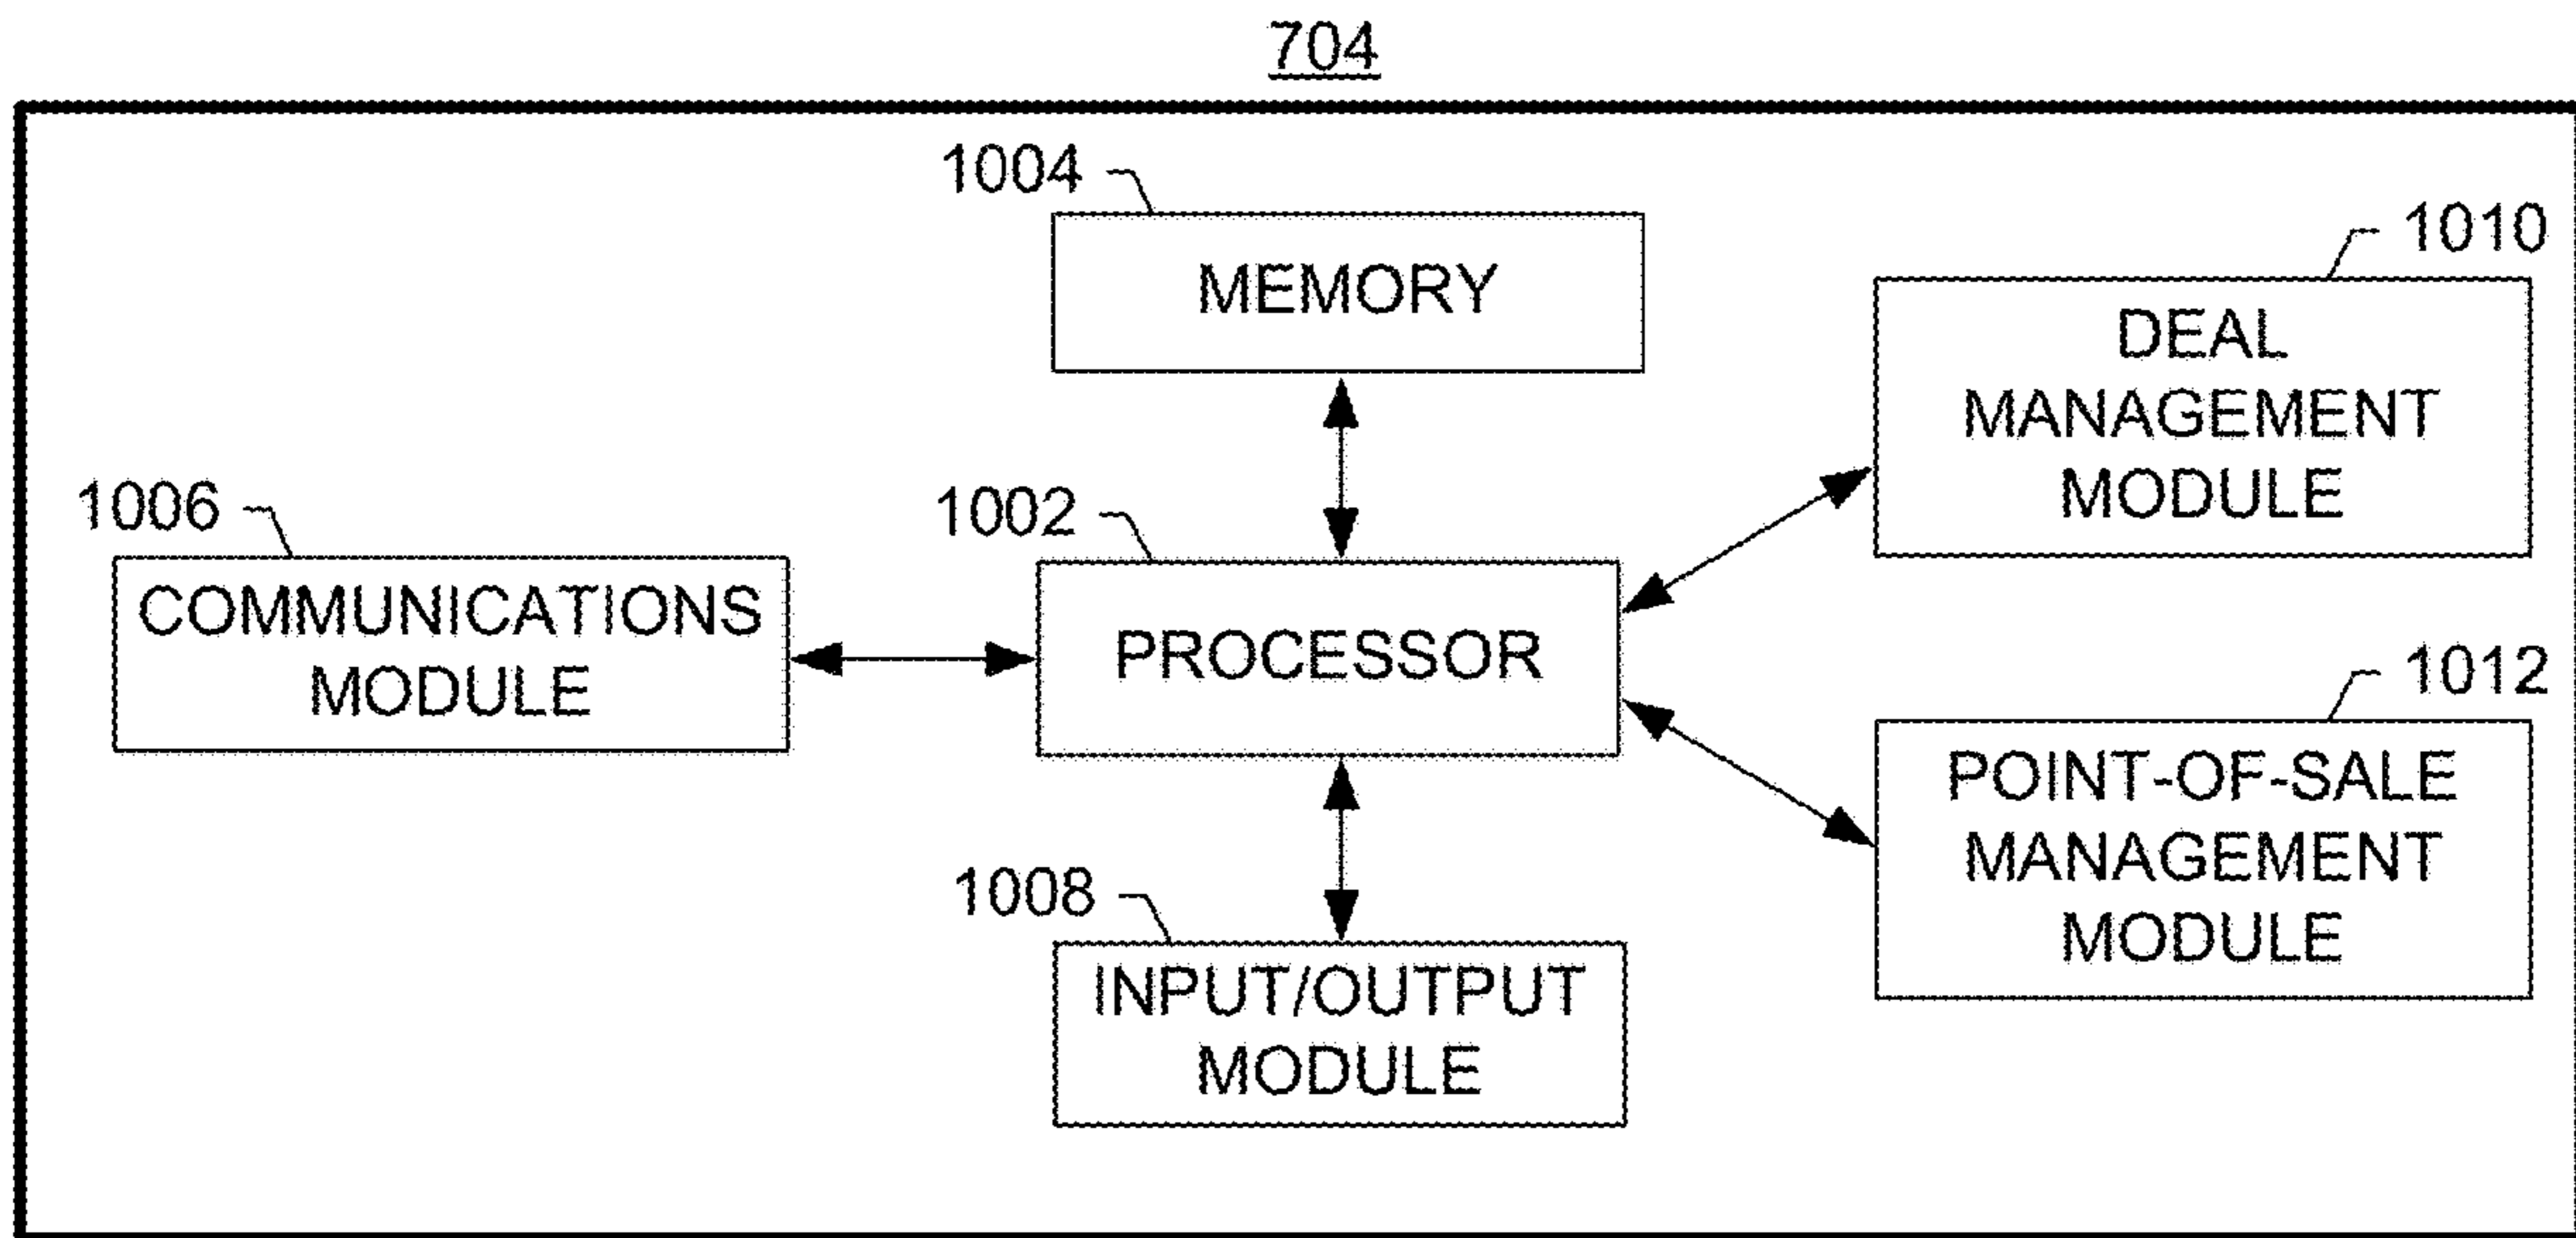 704
1004
MEMORY
1010
DEAL
MANAGEMENT
MODULE
1006
COMMUNICATIONS
MODULE
1002
PROCESSOR
1012
POINT-OF-SALE
MANAGEMENT
MODULE
1008
INPUT/OUTPUT
MODULE